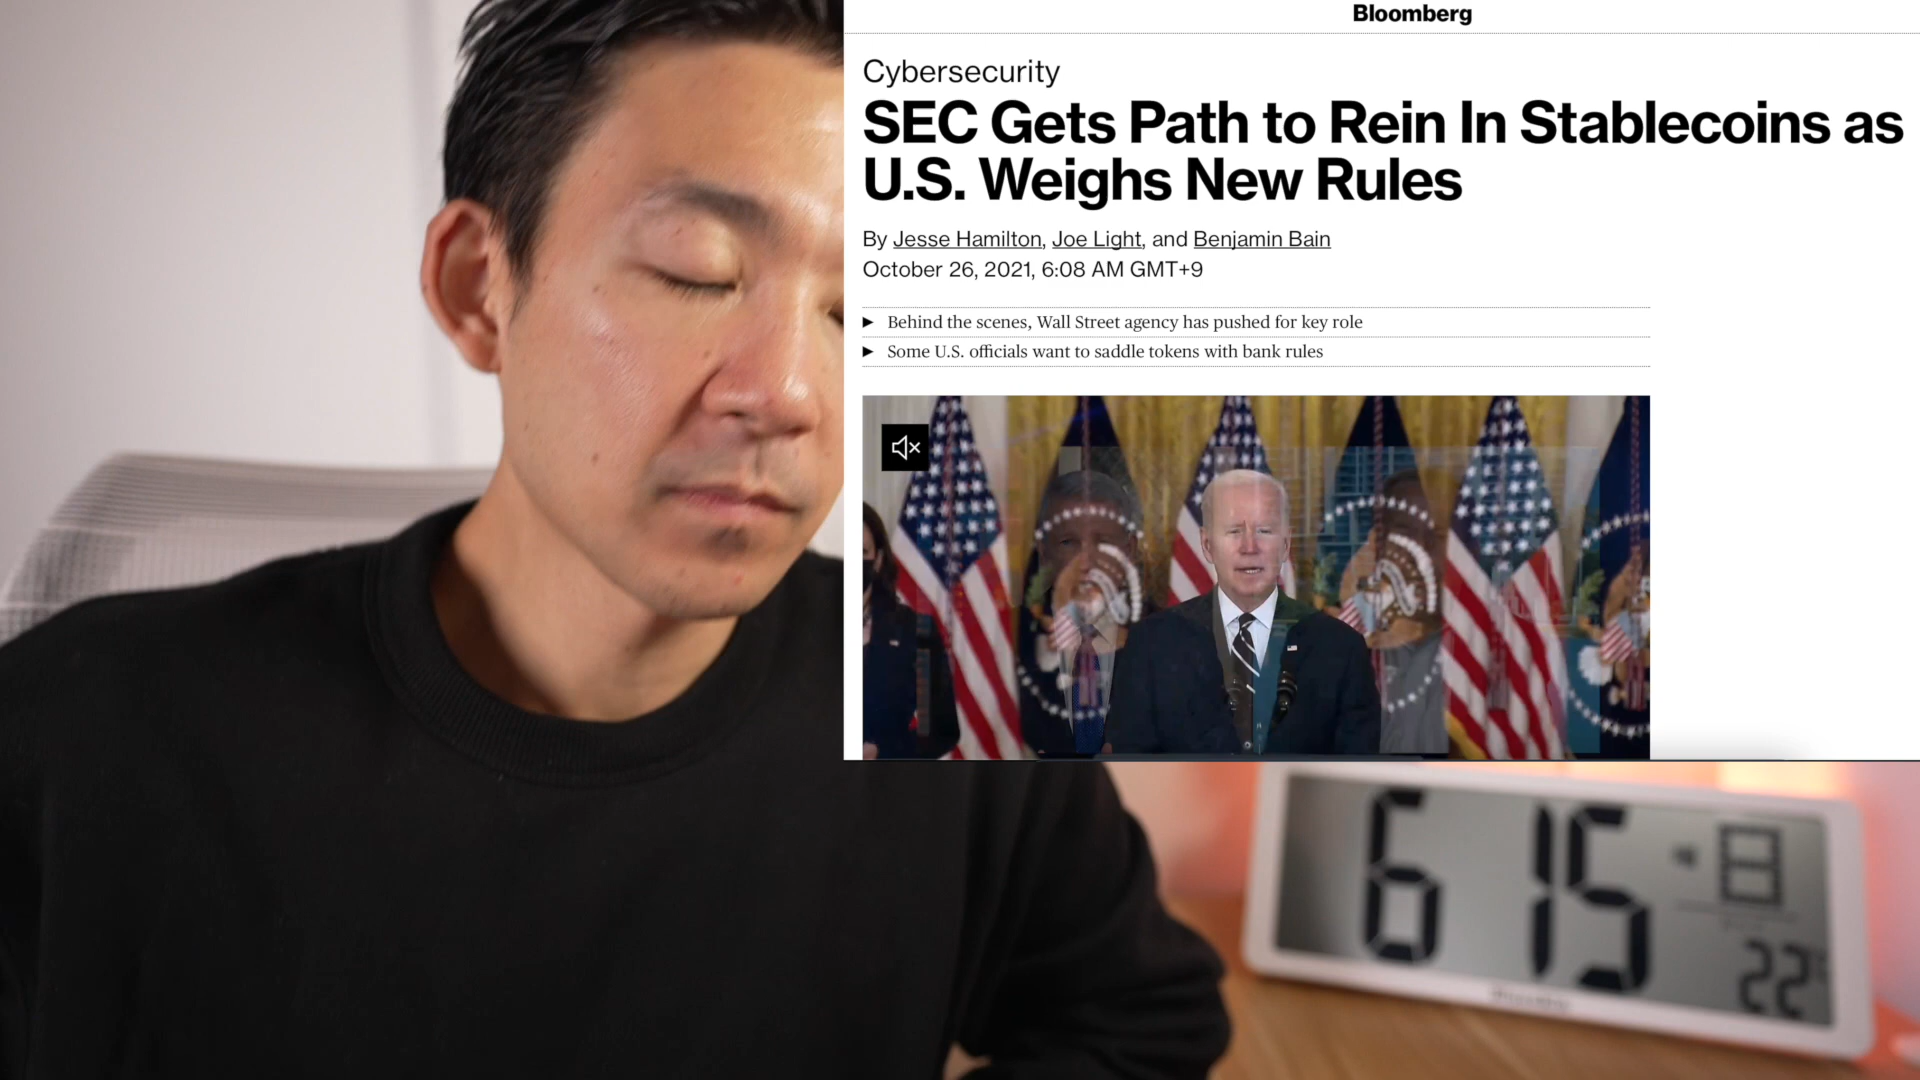 Bloomberg
Cybersecurity
SEC Gets Path to Rein In Stablecoins as
U.S. Weighs New Rules
By Jesse Hamilton, Joe Light, and Benjamin Bain
October 26, 2021, 6:08 AM GMT+9
Behind the scenes, Wall Street agency has pushed for key role
Some U.S. officials want to saddle tokens with bank rules
6 15
22